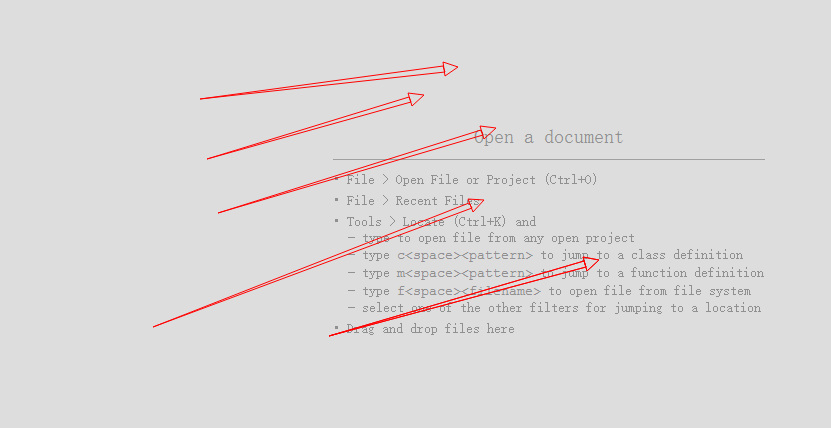 Open a document
• File > Open File or Project (Ctrl+O)
• File > Recent Files
• Tools > Locate (Ctrl+K) and
- type to open file from any open project
- type c<space><pattern> to jump to a class definition
- type m<space><pattern> to jump to a function definition
- type f<space><filename> to open file from file system
- select one of the other filters for jumping to a location
• Drag and drop files here